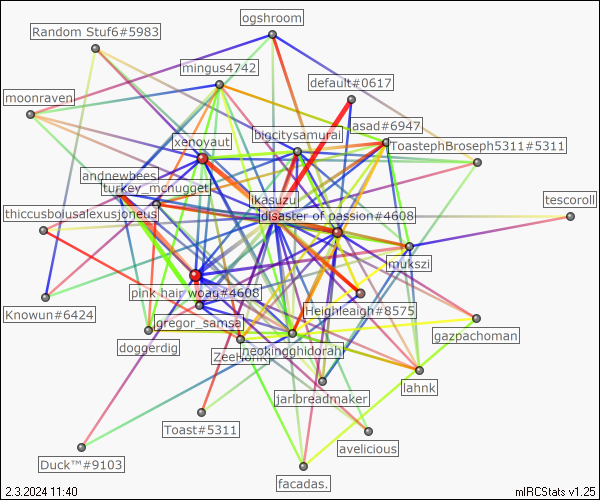 ogshroom
Random Stuf6#5983
mingus4742
default#0617
moonraven
lasad#6947
bigcitysamurai
xenoyaut
ToastephBroseph5311#5311
andnewbees
turkey_mcnugget
ikasuzu
thiccusbolusalexusjoneus
disaster of passion#4608
tescoroll
mukszi
pink hair woag#4608
Knowun#6424
Heighleaigh#8575
gregor_samsa
gazpachoman
doggerdig
neokingghidorah
lahnk
jarlbreadmaker
Toast#5311
avelicious
Duck™#9103
facadas.
2.3.2024 11:40
mIRCStats v1.25